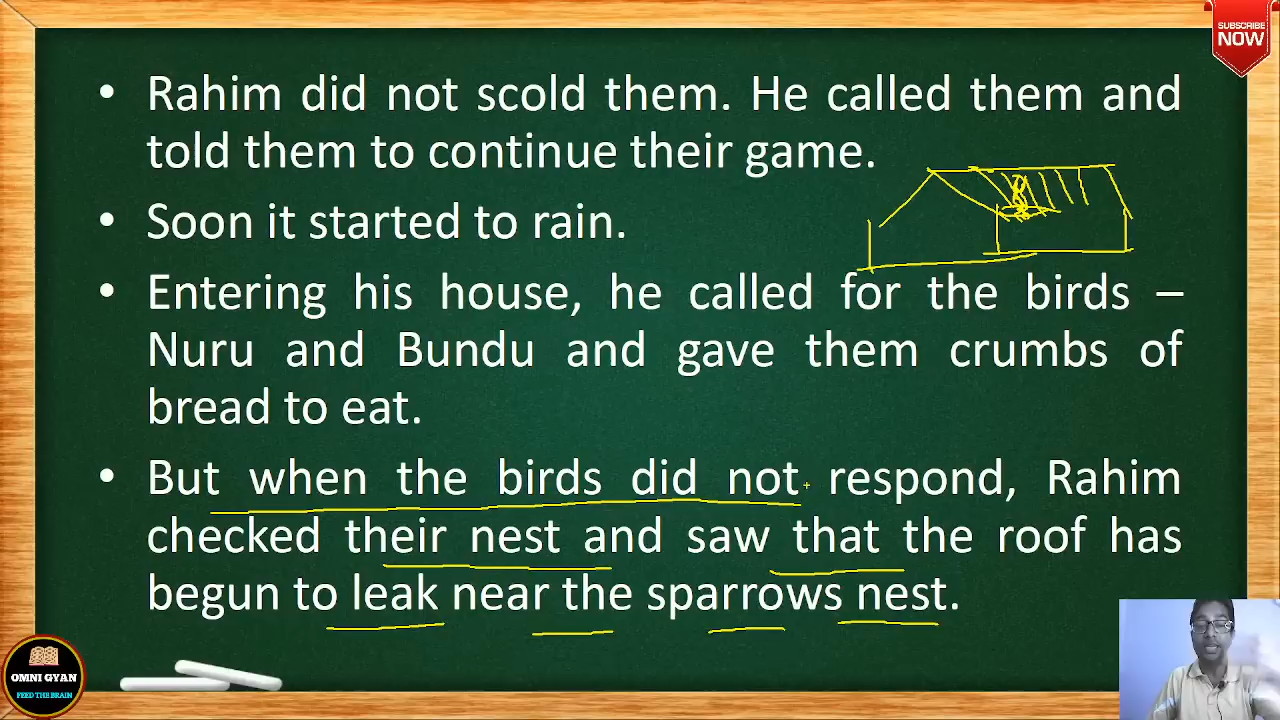 SUBSCRIBE
NOW
• Rahim did not scold them. He called them and
told them to continue their game.
• Soon it started to rain.
• Entering his house, he called for the birds –
Nuru and Bundu and gave them crumbs of
bread to eat.
• But when the birds did not respond, Rahim
checked their nest and saw that the roof has
begun to leak near the sparrows nest.
OMNI GYAN
FEED THE BRAIN